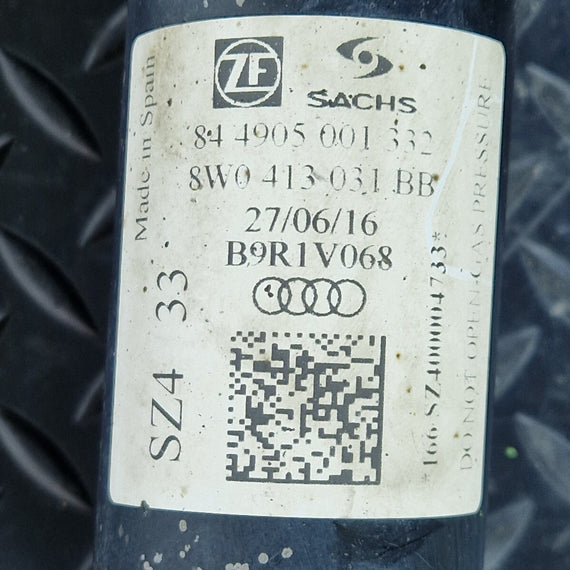 ZF
SACHS
84 4905 001 332
8W0 413 031 BB
27/06/16
B9R1V068
Made in Spain
SZ4 33
*166 SZ400004733*
DO NOT OPEN-GAS PRESSURE